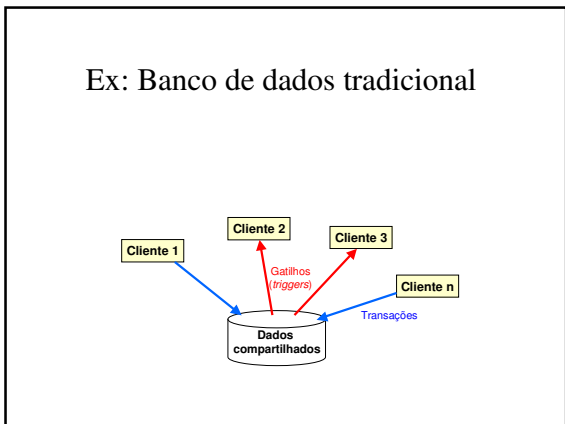 Ex: Banco de dados tradicional
Cliente 2
Cliente 3
Cliente 1
Gatilhos
(triggers)
Cliente n
Transações
Dados
compartilhados